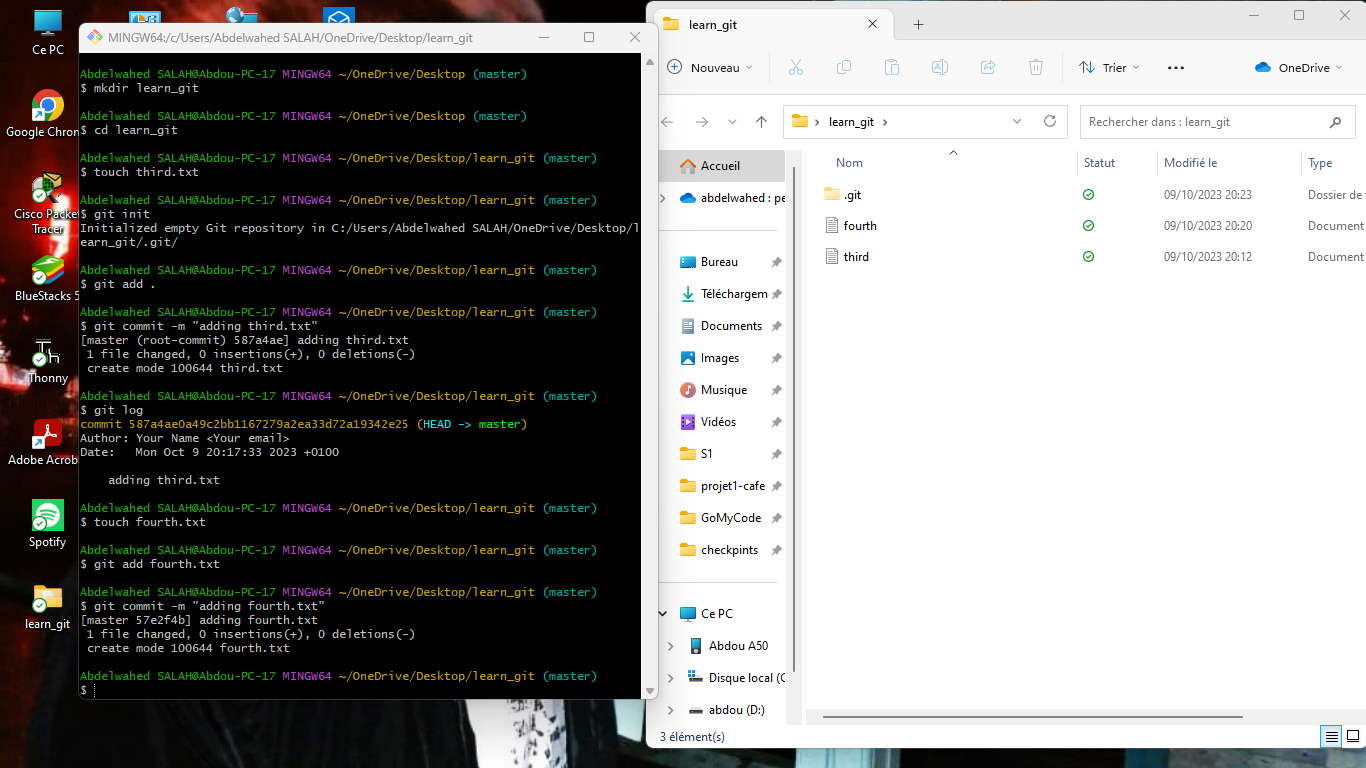 Ce PC
Google Chron
Cisco Packe
Tracer
BlueStacks 5
Thonny
Adobe Acrob
Spotify
learn_git
MINGW64:/c/Users/Abdelwahed SALAH/OneDrive/Desktop/learn_git
Abdelwahed SALAH@Abdou-PC-17 MINGW64 ~/OneDrive/Desktop (master)
$ mkdir learn_git
Abdelwahed SALAH@Abdou-PC-17 MINGW64 ~/OneDrive/Desktop (master)
$ cd learn_git
Abdelwahed SALAH@Abdou-PC-17 MINGW64 ~/OneDrive/Desktop/learn_git (master)
$ touch third.txt
Abdelwahed SALAH@Abdou-PC-17 MINGW64 ~/OneDrive/Desktop/learn_git (master)
$ git init
Initialized empty Git repository in C:/Users/Abdelwahed SALAH/OneDrive/Desktop/l
earn_git/.git/
Abdelwahed SALAH@Abdou-PC-17 MINGW64 ~/OneDrive/Desktop/learn_git (master)
$ git add .
Abdelwahed SALAH@Abdou-PC-17 MINGW64 ~/OneDrive/Desktop/learn_git (master)
$ git commit -m "adding third.txt"
[master (root-commit) 587a4ae] adding third.txt
1 file changed, 0 insertions(+), 0 deletions(-)
create mode 100644 third.txt
Abdelwahed SALAH@Abdou-PC-17 MINGW64 ~/OneDrive/Desktop/learn_git (master)
$ git log
commit 587a4ae0a49c2bb1167279a2ea33d72a19342e25 (HEAD -> master)
Author: Your Name <Your email>
Date:   Mon Oct 9 20:17:33 2023 +0100
adding third.txt
Abdelwahed SALAH@Abdou-PC-17 MINGW64 ~/OneDrive/Desktop/learn_git (master)
$ touch fourth.txt
Abdelwahed SALAH@Abdou-PC-17 MINGW64 ~/OneDrive/Desktop/learn_git (master)
$ git add fourth.txt
Abdelwahed SALAH@Abdou-PC-17 MINGW64 ~/OneDrive/Desktop/learn_git (master)
$ git commit -m "adding fourth.txt"
[master 57e2f4b] adding fourth.txt
1 file changed, 0 insertions(+), 0 deletions(-)
create mode 100644 fourth.txt
Abdelwahed SALAH@Abdou-PC-17 MINGW64 ~/OneDrive/Desktop/learn_git (master)
$
learn_git
Nouveau
Trier
OneDrive
learn_git
Rechercher dans : learn_git
Accueil
abdelwahed : pe
Bureau
Téléchargem
Documents
Images
Musique
Vidéos
S1
projet1-cafe
GoMyCode
checkpints
Ce PC
Abdou A50
Disque local (C
abdou (D:)
Nom Statut Modifié le Type
.git 09/10/2023 20:23 Dossier de
fourth 09/10/2023 20:20 Document
third 09/10/2023 20:12 Document
3 élément(s)